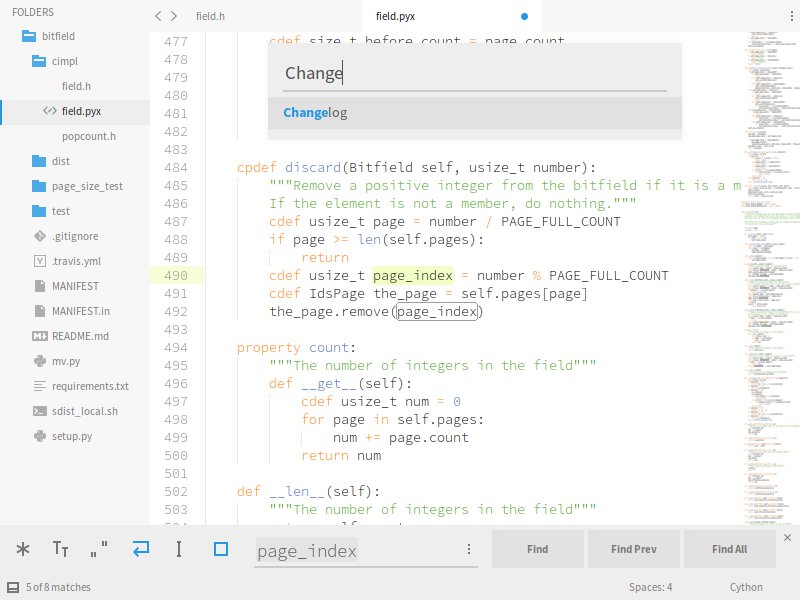 FOLDERS
bitfield
cimpl
field.h
field.pyx
popcount.h
dist
page_size_test
test
.gitignore
.travis.yml
MANIFEST
MANIFEST.in
README.md
mv.py
requirements.txt
sdist_local.sh
setup.py
field.h
field.pyx
Change
Changelog
477 cdef size_t before_count = page.count
478
479
480
481
482
483
484 cpdef discard(Bitfield self, usize_t number):
485 """Remove a positive integer from the bitfield if it is a m
486 If the element is not a member, do nothing."""
487 cdef usize_t page = number / PAGE_FULL_COUNT
488 if page >= len(self.pages):
489 return
490 cdef usize_t page_index = number % PAGE_FULL_COUNT
491 cdef IdsPage the_page = self.pages[page]
492 the_page.remove(page_index)
493
494 property count:
495 """The number of integers in the field"""
496 def __get__(self):
497 cdef usize_t num = 0
498 for page in self.pages:
499 num += page.count
500 return num
501
502 def __len__(self):
503 """The number of integers in the field"""
page_index
Find
Find Prev
Find All
5 of 8 matches
Spaces: 4
Cython